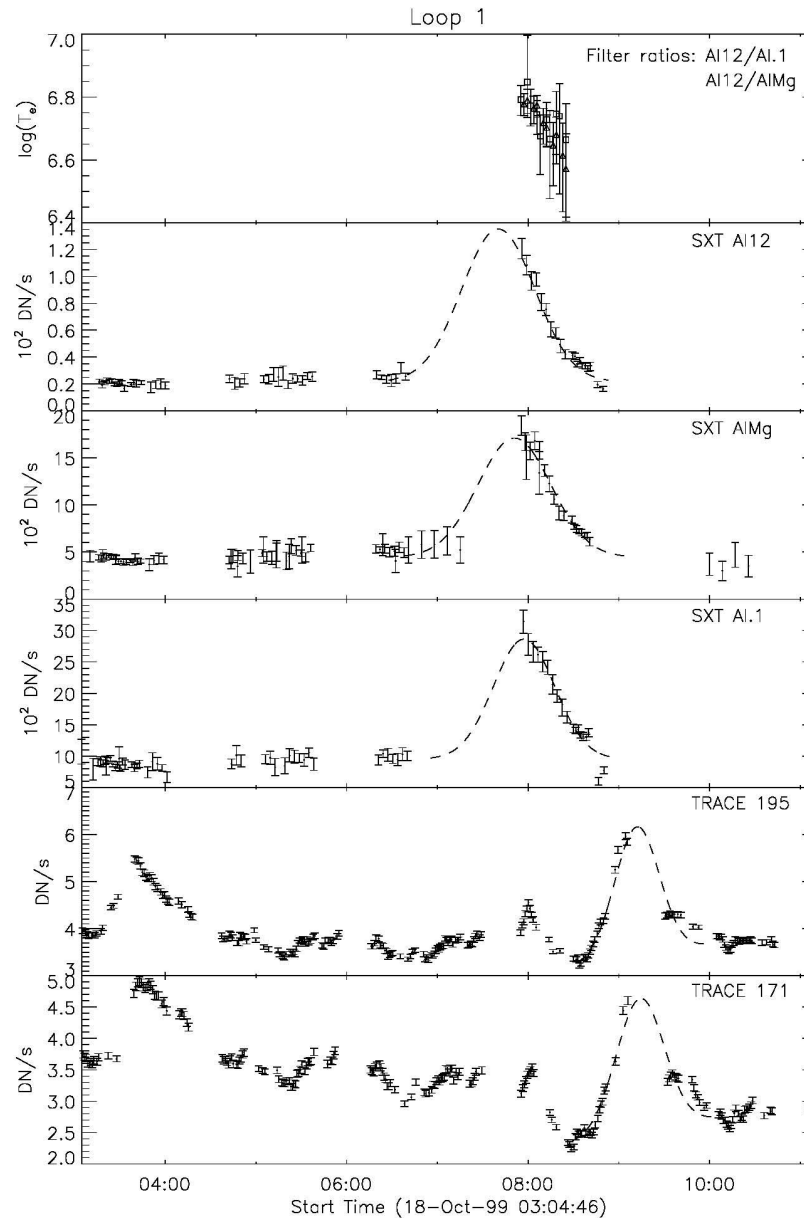 Loop 1
7.0
6.8
6.6
6.4
log(Te)
Filter ratios: Al12/Al.1
Al12/AlMg
1.4
1.2
1.0
0.8
0.6
0.4
0.2
0.0
10² DN/s
SXT Al12
20
15
10
5
0
10² DN/s
SXT AlMg
35
30
25
20
15
10
5
10² DN/s
SXT Al.1
7
6
5
4
3
DN/s
TRACE 195
5.0
4.5
4.0
3.5
3.0
2.5
2.0
DN/s
TRACE 171
04:00 06:00 08:00 10:00
Start Time (18-Oct-99 03:04:46)